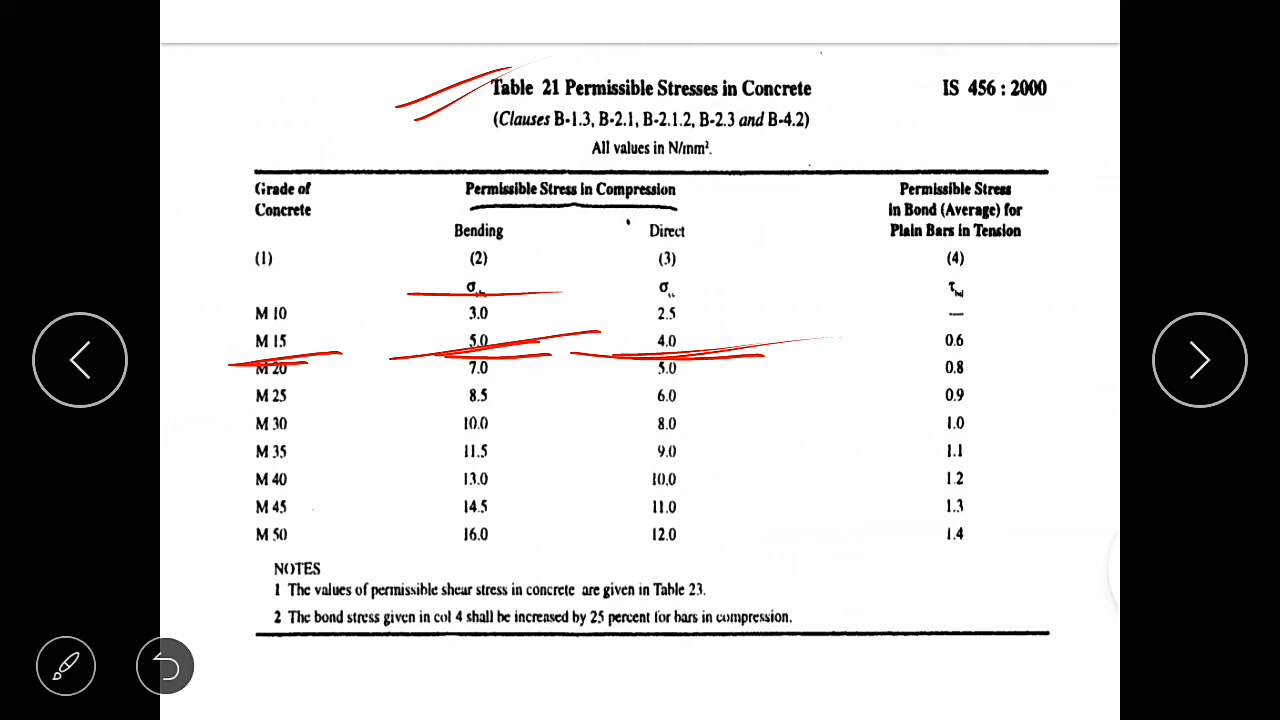 Table 21 Permissible Stresses in Concrete IS 456 : 2000
(Clauses B-1.3, B-2.1, B-2.1.2, B-2.3 and B-4.2)
All values in N/mm².
Grade of Concrete Permissible Stress in Compression Permissible Stress in Bond (Average) for Plain Bars in Tension
Bending Direct
(1) (2) (3) (4)
σ σ τ
M 10 3.0 2.5 —
M 15 5.0 4.0 0.6
M 20 7.0 5.0 0.8
M 25 8.5 6.0 0.9
M 30 10.0 8.0 1.0
M 35 11.5 9.0 1.1
M 40 13.0 10.0 1.2
M 45 14.5 11.0 1.3
M 50 16.0 12.0 1.4
NOTES
1 The values of permissible shear stress in concrete are given in Table 23.
2 The bond stress given in col 4 shall be increased by 25 percent for bars in compression.